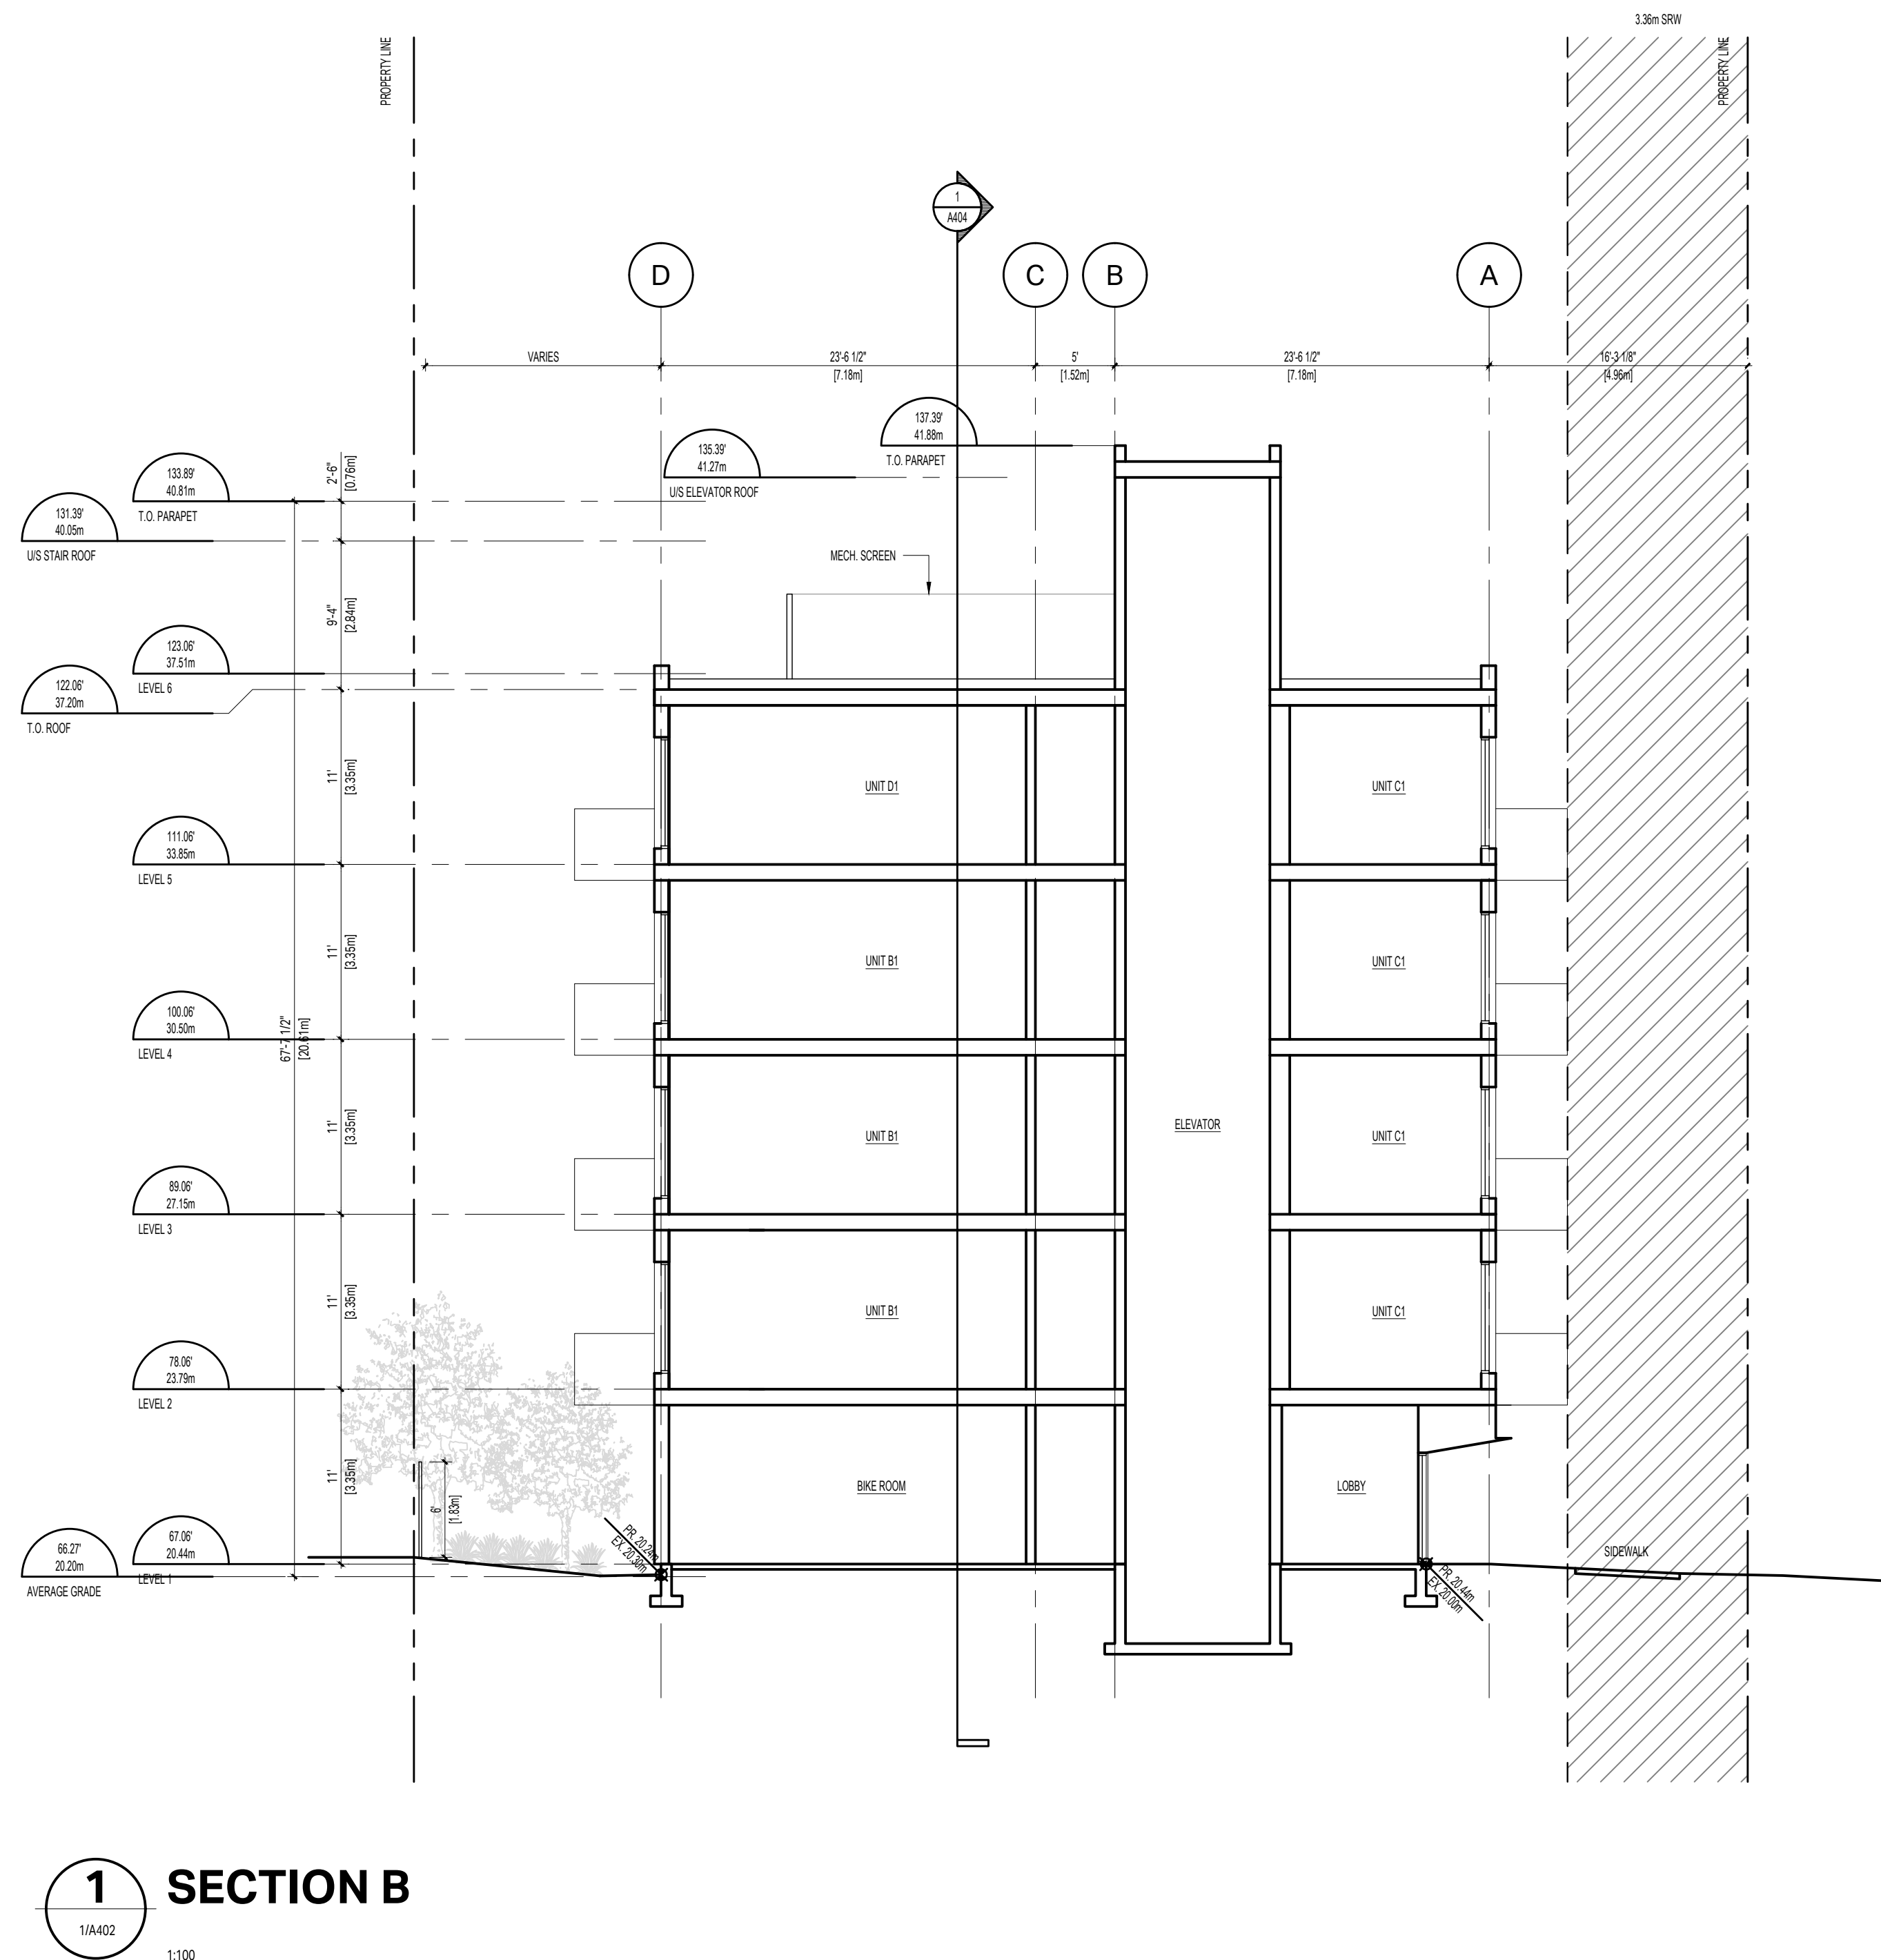 3.36m SRW
PROPERTY LINE
PROPERTY LINE
1
A404
D
C
B
A
VARIES
23'-6 1/2"
[7.18m]
5'
[1.52m]
23'-6 1/2"
[7.18m]
16'-3 1/8"
[4.96m]
137.39'
41.88m
T.O. PARAPET
135.39'
41.27m
U/S ELEVATOR ROOF
133.89'
40.81m
T.O. PARAPET
2'-6"
[0.76m]
131.39'
40.05m
U/S STAIR ROOF
MECH. SCREEN
9'-4"
[2.84m]
123.06'
37.51m
LEVEL 6
122.06'
37.20m
T.O. ROOF
11'
[3.35m]
UNIT D1
UNIT C1
111.06'
33.85m
LEVEL 5
11'
[3.35m]
UNIT B1
UNIT C1
100.06'
30.50m
LEVEL 4
67'-7 1/2"
[20.61m]
11'
[3.35m]
UNIT B1
ELEVATOR
UNIT C1
89.06'
27.15m
LEVEL 3
11'
[3.35m]
UNIT B1
UNIT C1
78.06'
23.79m
LEVEL 2
11'
[3.35m]
6'
[1.83m]
BIKE ROOM
LOBBY
66.27'
20.20m
AVERAGE GRADE
67.06'
20.44m
LEVEL 1
PR. 20.24m
EX. 20.30m
PR. 20.44m
EX. 20.00m
SIDEWALK
1
1/A402
SECTION B
1:100